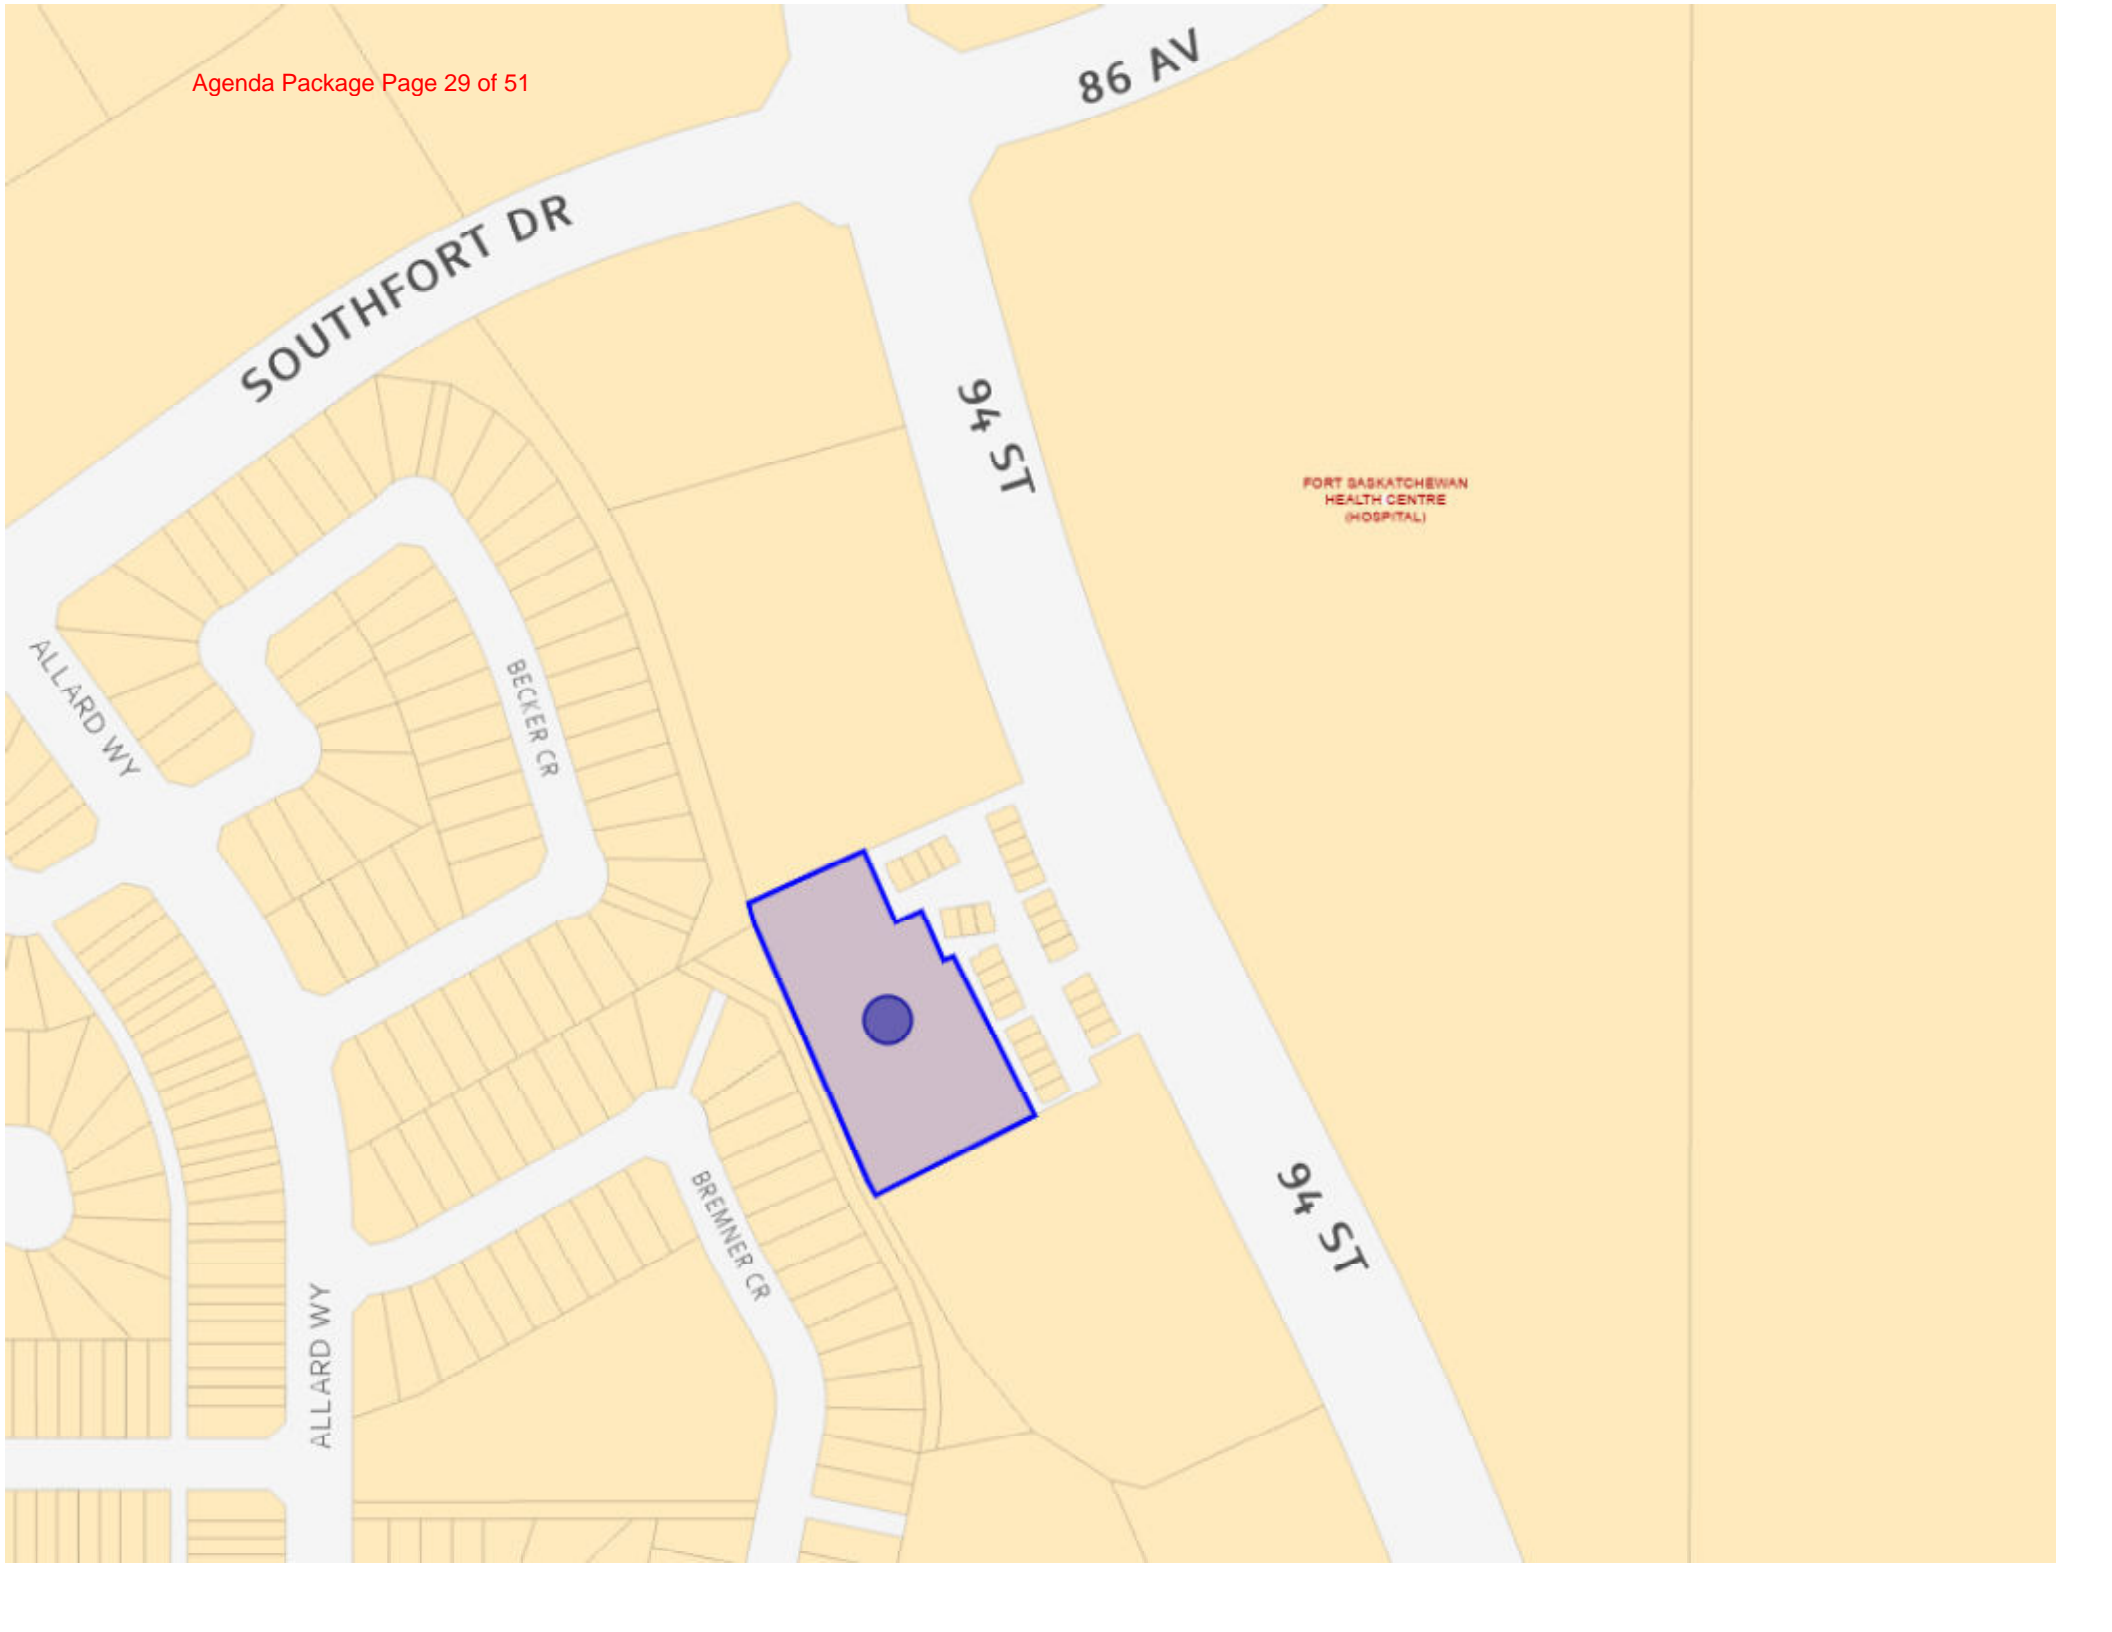 86 AV
Agenda Package Page 29 of 51
SOUTHFORT DR
94 ST
FORT SASKATCHEWAN
HEALTH CENTRE
(HOSPITAL)
ALLARD WY
BECKER CR
94 ST
BREMNER CR
ALLARD WY